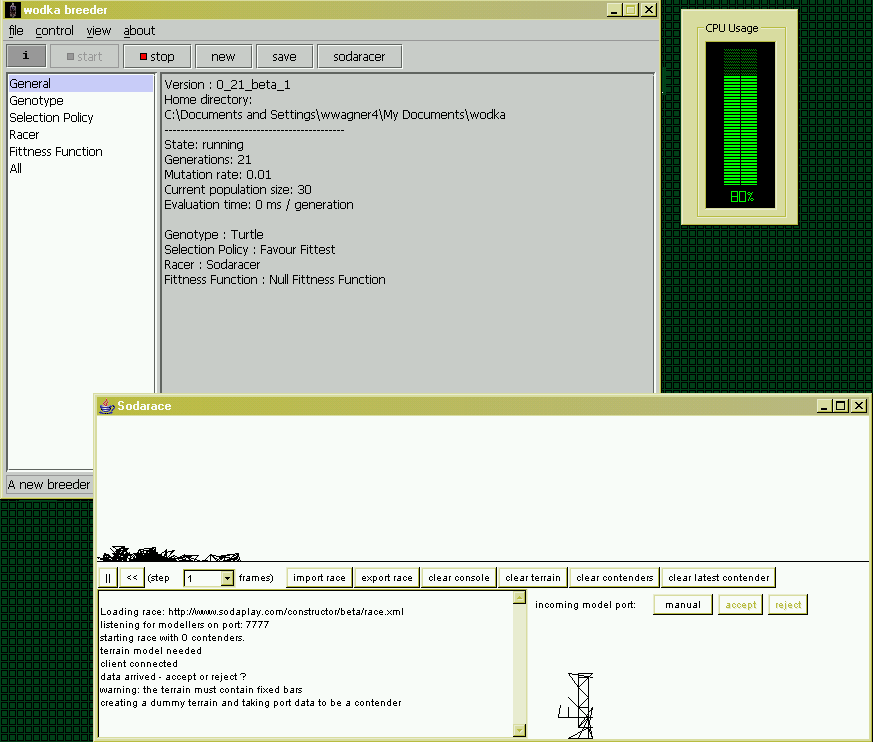 wodka breeder
file control view about
i start stop new save sodaracer
General
Genotype
Selection Policy
Racer
Fittness Function
All
Version : 0_21_beta_1
Home directory:
C:\Documents and Settings\wwagner4\My Documents\wodka
---------------------------------------------
State: running
Generations: 21
Mutation rate: 0.01
Current population size: 30
Evaluation time: 0 ms / generation
Genotype : Turtle
Selection Policy : Favour Fittest
Racer : Sodaracer
Fittness Function : Null Fittness Function
A new breeder
CPU Usage
80%
Sodarace
|| << (step 1 frames) import race export race clear console clear terrain clear contenders clear latest contender
Loading race: http://www.sodaplay.com/constructor/beta/race.xml
listening for modellers on port: 7777
starting race with 0 contenders.
terrain model needed
client connected
data arrived - accept or reject ?
warning: the terrain must contain fixed bars
creating a dummy terrain and taking port data to be a contender
incoming model port: manual accept reject